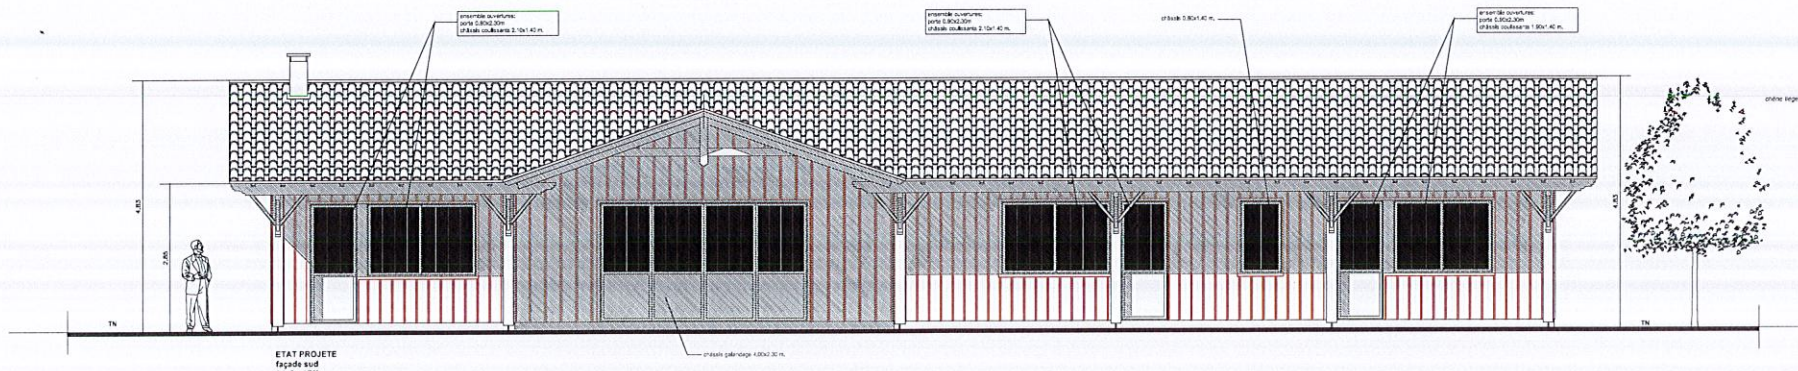 ensemble ouvertures:
porte 0.80x2.30m
châssis coulissants 2.10x1.40 m.
ensemble ouvertures:
porte 0.80x2.30m
châssis coulissants 2.10x1.40 m.
châssis 0.80x1.40 m.
ensemble ouvertures:
porte 0.80x2.30m
châssis coulissants 1.90x1.40 m.
chêne liège
4,83
2,85
4,83
TN
TN
ETAT PROJETE
façade sud
châssis galandage 4,00x2,30 m.